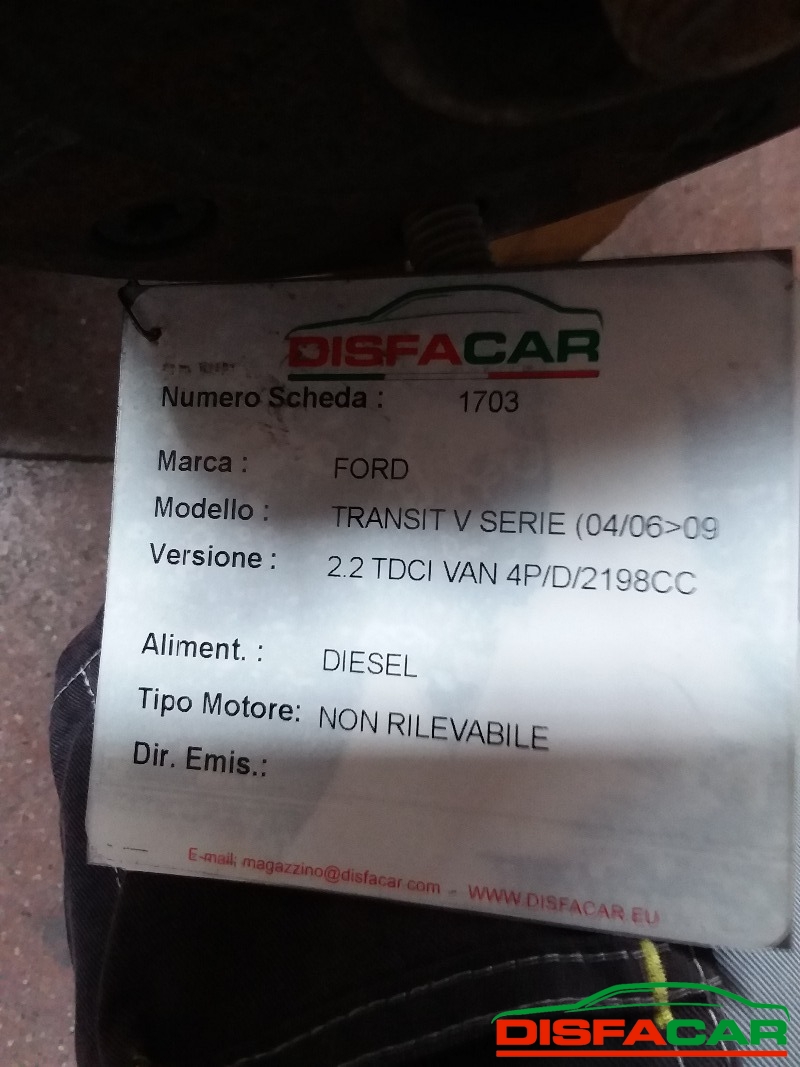 DISFACAR
Numero Scheda : 1703
Marca : FORD
Modello : TRANSIT V SERIE (04/06>09
Versione : 2.2 TDCI VAN 4P/D/2198CC
Aliment. : DIESEL
Tipo Motore: NON RILEVABILE
Dir. Emis.:
E-mail: magazzino@disfacar.com - WWW.DISFACAR.EU
DISFACAR